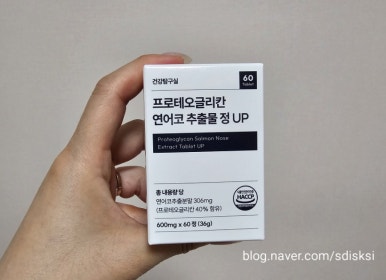 건강탐구실
60
Tablet
프로테오글리칸
연어코 추출물 정 UP
Proteoglycan Salmon Nose
Extract Tablet UP
총 내용량 당
연어코추출분말 306mg
(프로테오글리칸 40% 함유)
HACCP
600mg x 60정 (36g)
blog.naver.com/sdisksi